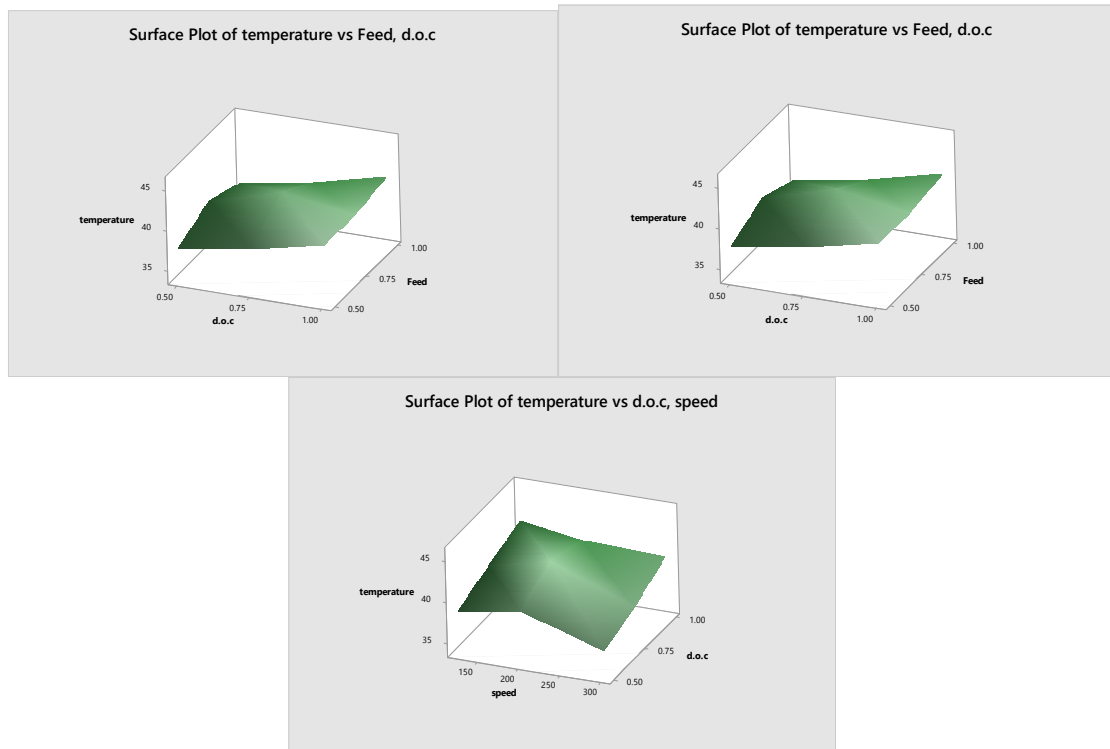 Surface Plot of temperature vs Feed, d.o.c
45
temperature
40
35
0.50
0.75
d.o.c
1.00
0.50
0.75
Feed
1.00
Surface Plot of temperature vs Feed, d.o.c
45
temperature
40
35
0.50
0.75
d.o.c
1.00
0.50
0.75
Feed
1.00
Surface Plot of temperature vs d.o.c, speed
45
temperature
40
35
150
200
speed
250
300
0.50
0.75
d.o.c
1.00